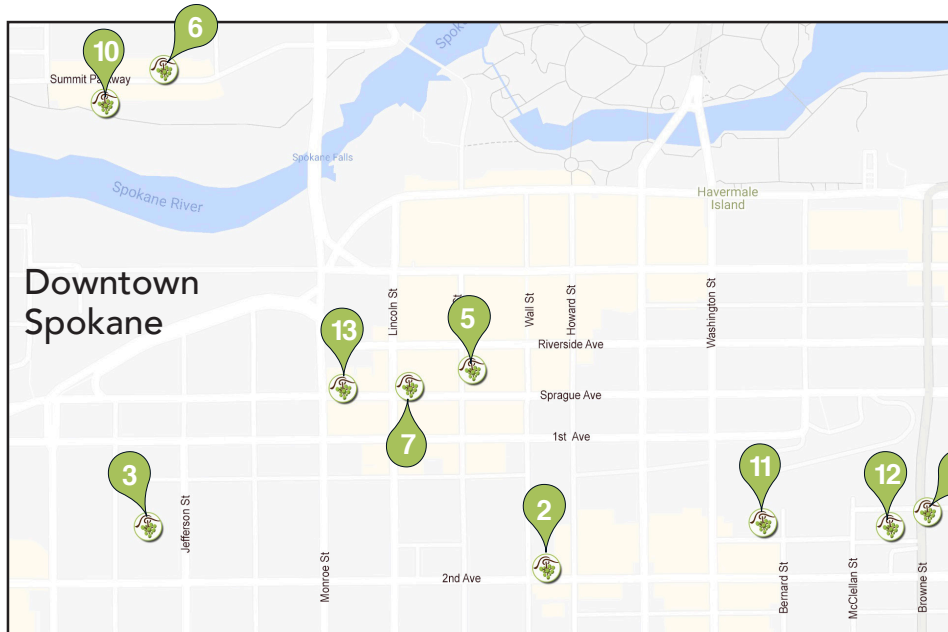 6
10
Summit Parkway
Spok
Spokane Falls
Spokane River
Havermale
Island
Downtown
Spokane
Lincoln St
St
Wall St
Howard St
Washington St
13
5
Riverside Ave
Sprague Ave
7
1st Ave
3
Jefferson St
2
11
12
Monroe St
2nd Ave
Bernard St
McClellan St
Browne St